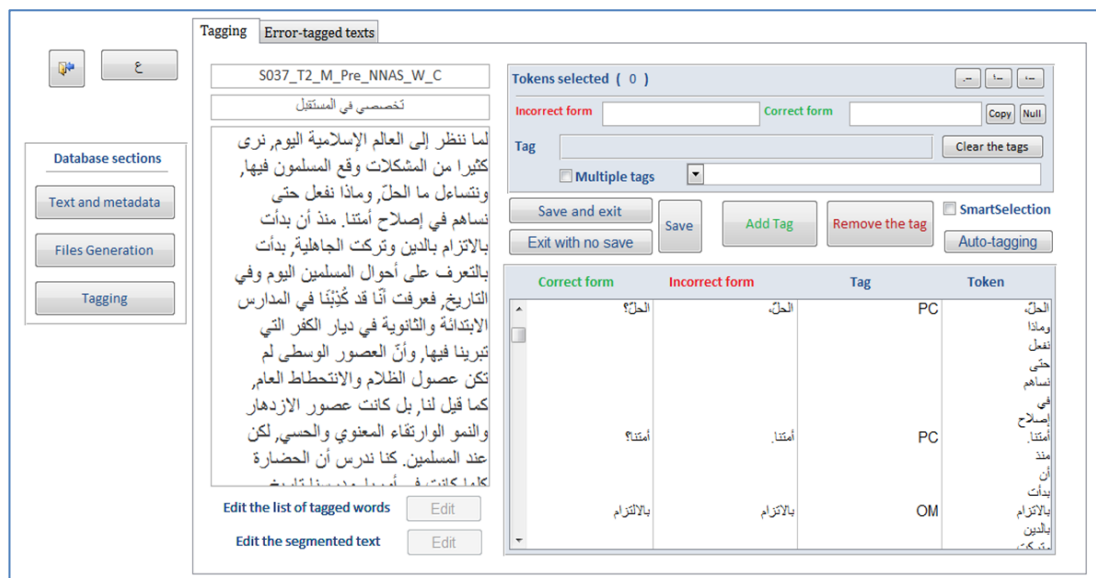 Tagging
Error-tagged texts
ع
Database sections
Text and metadata
Files Generation
Tagging
S037_T2_M_Pre_NNAS_W_C
تخصصي في المستقبل
لما ننظر إلى العالم الإسلامية اليوم, نرى
كثيرا من المشكلات وقع المسلمون فيها,
ونتساءل ما الحلّ, وماذا نفعل حتى
نساهم في إصلاح أمتنا. منذ أن بدأت
بالاتزام بالدين وتركت الجاهلية, بدأت
بالتعرف على أحوال المسلمين اليوم وفي
التاريخ, فعرفت أنّا قد كُذِبْنَا في المدارس
الابتدائة والثانوية في ديار الكفر التي
تبرينا فيها, وأنّ العصور الوسطى لم
تكن عصول الظلام والانتحطاط العام,
كما قيل لنا, بل كانت عصور الازدهار
والنمو الوارتقاء المعنوي والحسي, لكن
عند المسلمين. كنا ندرس أن الحضارة
Edit the list of tagged words
Edit
Edit the segmented text
Edit
Tokens selected ( 0 )
Incorrect form
Correct form
Copy
Null
Tag
Clear the tags
Multiple tags
Save and exit
Exit with no save
Save
Add Tag
Remove the tag
SmartSelection
Auto-tagging
Correct form Incorrect form Tag Token
الحلّ؟ الحلّ, PC الحلّ,
وماذا
نفعل
حتى
نساهم
في
إصلاح
أمتنا؟ أمتنا. PC أمتنا.
منذ
أن
بدأت
بالالتزام بالاتزام OM بالاتزام
بالدين
وتركت